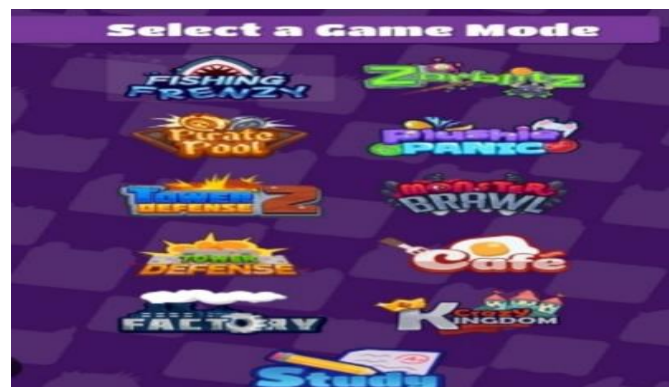 Select a Game Mode
FISHING FRENZY
Zorblitz
Pirate Pool
Plushie PANIC
TOWER DEFENSE 2
MONSTER BRAWL
TOWER DEFENSE
Café
FACTORY
CRAZY KINGDOM
Study